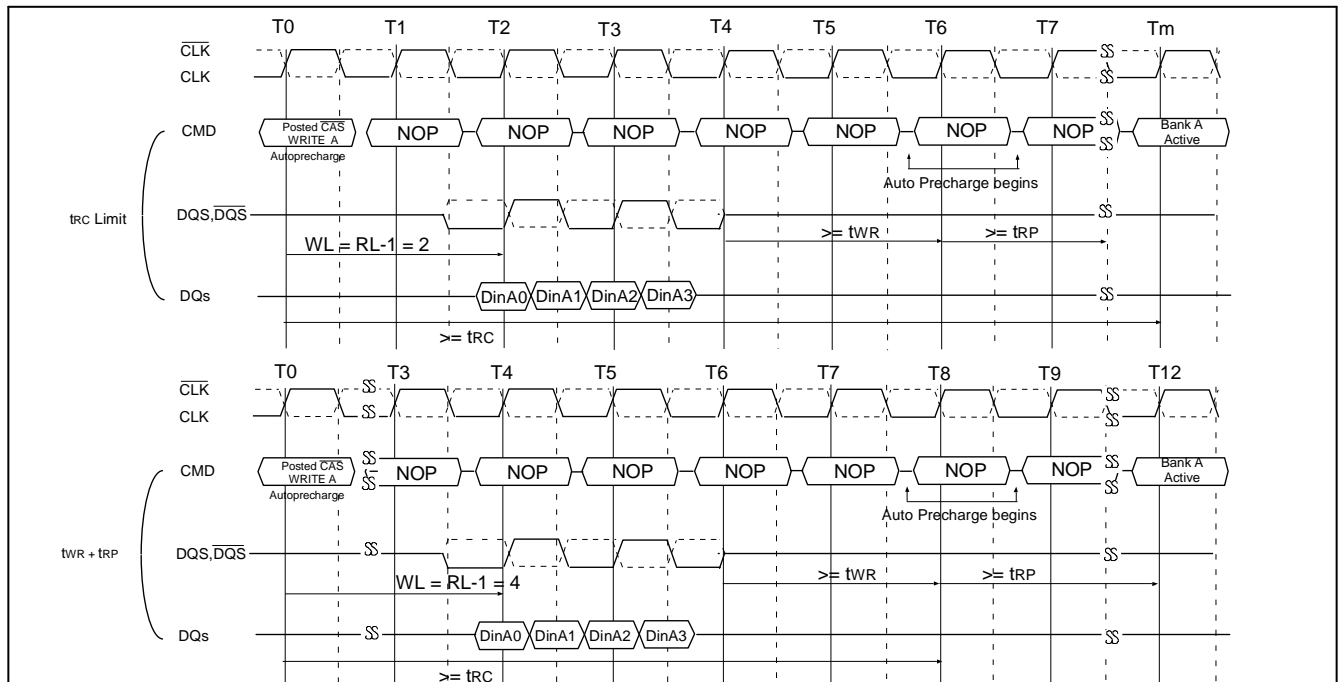 T0 T1 T2 T3 T4 T5 T6 T7 Tm
CLK
CLK
CMD Posted CAS WRITE A NOP NOP NOP NOP NOP NOP NOP Bank A Active
Autoprecharge
Auto Precharge begins
tRC Limit
DQS,DQS
WL = RL-1 = 2
>= tWR >= tRP
DQs DinA0 DinA1 DinA2 DinA3
>= tRC
T0 T3 T4 T5 T6 T7 T8 T9 T12
CLK
CLK
CMD Posted CAS WRITE A NOP NOP NOP NOP NOP NOP NOP Bank A Active
Autoprecharge
Auto Precharge begins
tWR + tRP
DQS,DQS
WL = RL-1 = 4
>= tWR >= tRP
DQs DinA0 DinA1 DinA2 DinA3
>= tRC